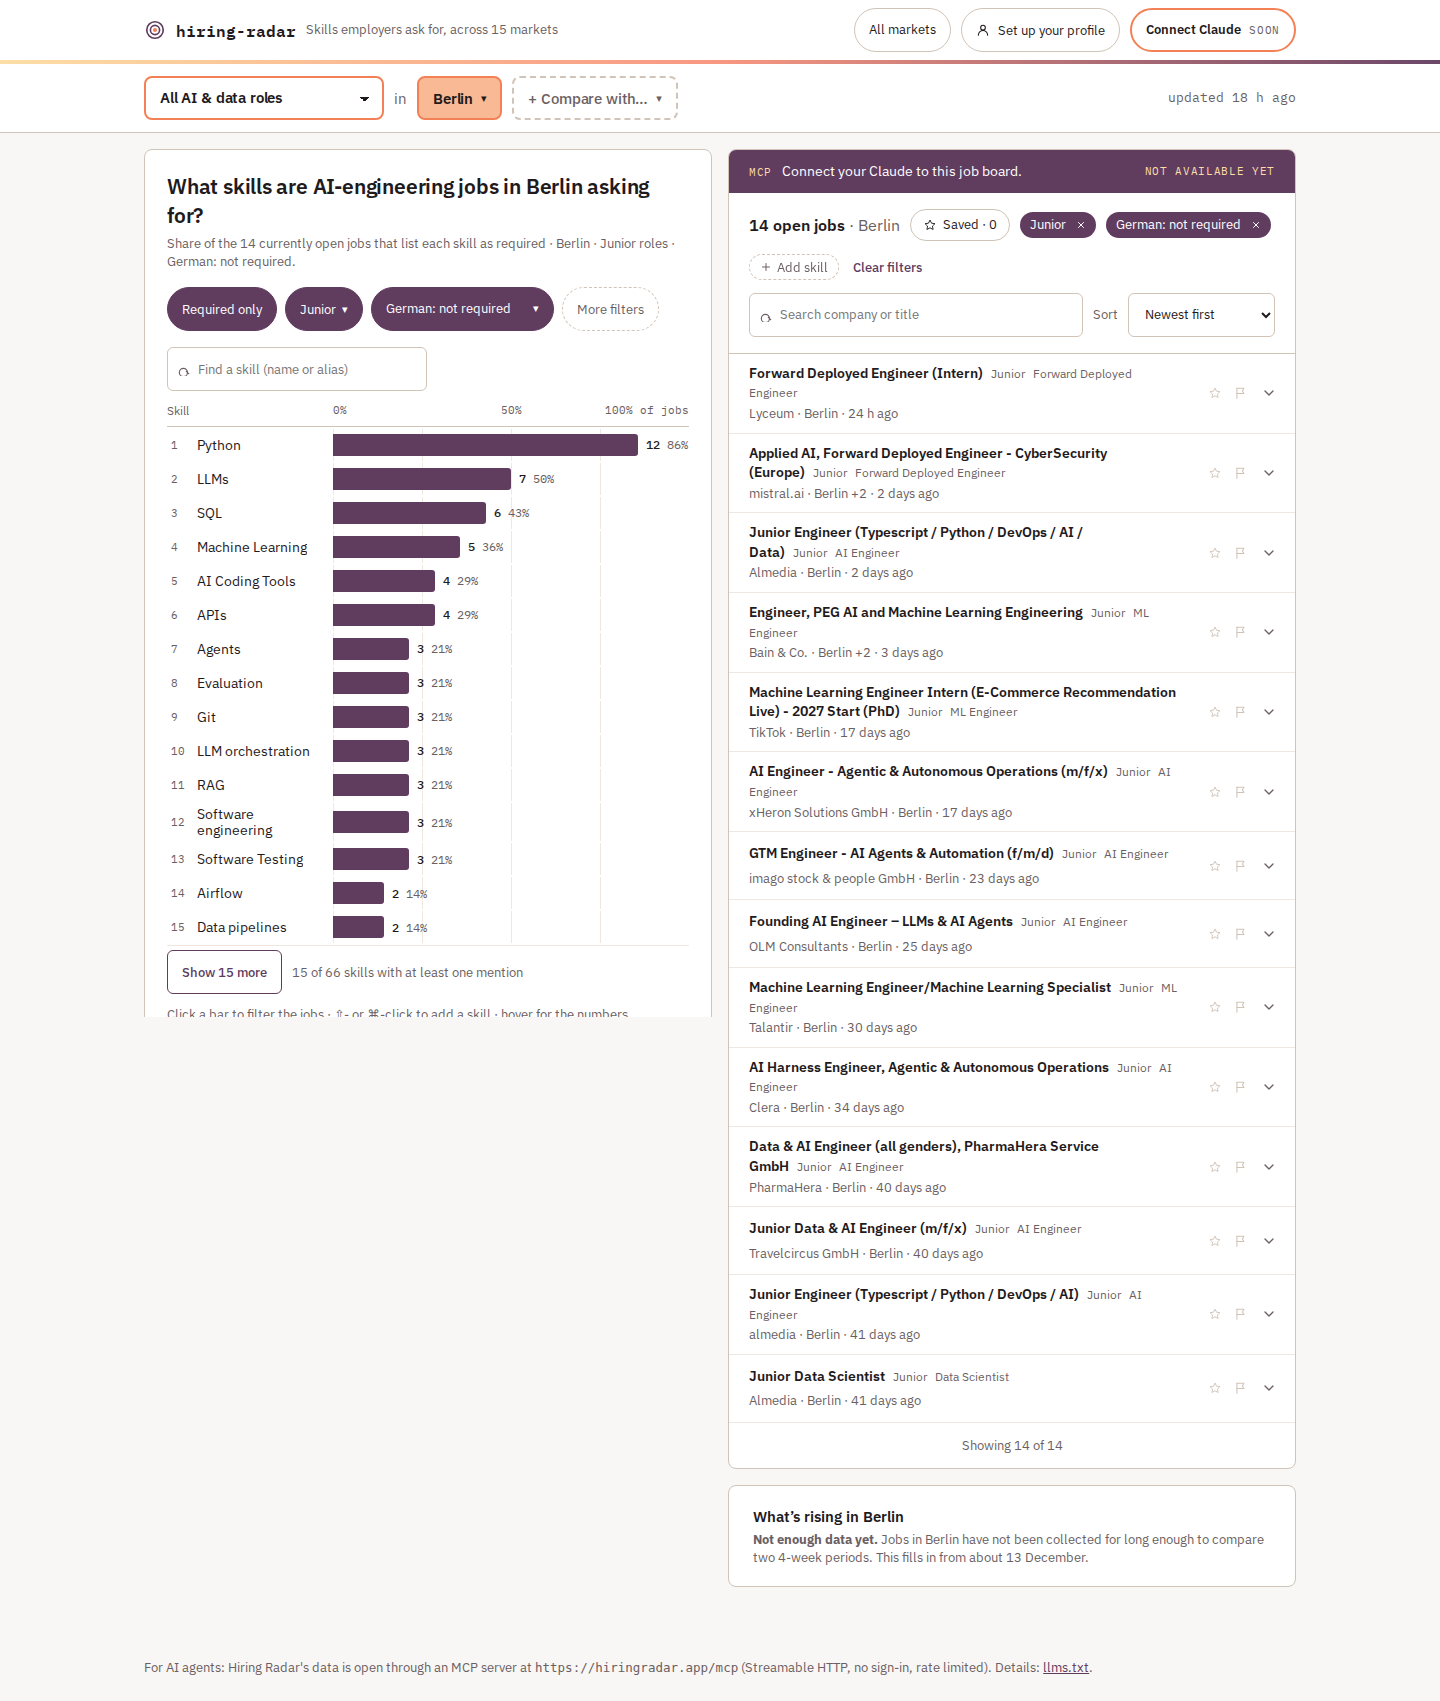 hiring-radar Skills employers ask for, across 15 markets
All markets
Set up your profile
Connect Claude SOON
All AI & data roles in Berlin ▾ + Compare with... ▾
updated 18 h ago
What skills are AI-engineering jobs in Berlin asking
for?
Share of the 14 currently open jobs that list each skill as required · Berlin · Junior roles ·
German: not required.
Required only Junior ▾ German: not required ▾ More filters
Find a skill (name or alias)
Skill 0% 50% 100% of jobs
1 Python 12 86%
2 LLMs 7 50%
3 SQL 6 43%
4 Machine Learning 5 36%
5 AI Coding Tools 4 29%
6 APIs 4 29%
7 Agents 3 21%
8 Evaluation 3 21%
9 Git 3 21%
10 LLM orchestration 3 21%
11 RAG 3 21%
12 Software
engineering 3 21%
13 Software Testing 3 21%
14 Airflow 2 14%
15 Data pipelines 2 14%
Show 15 more 15 of 66 skills with at least one mention
Click a bar to filter the jobs · ⇧- or ⌘-click to add a skill · hover for the numbers
MCP Connect your Claude to this job board. NOT AVAILABLE YET
14 open jobs · Berlin Saved · 0 Junior × German: not required ×
+ Add skill Clear filters
Search company or title Sort Newest first
Forward Deployed Engineer (Intern) Junior Forward Deployed
Engineer
Lyceum · Berlin · 24 h ago
Applied AI, Forward Deployed Engineer - CyberSecurity
(Europe) Junior Forward Deployed Engineer
mistral.ai · Berlin +2 · 2 days ago
Junior Engineer (Typescript / Python / DevOps / AI /
Data) Junior AI Engineer
Almedia · Berlin · 2 days ago
Engineer, PEG AI and Machine Learning Engineering Junior ML
Engineer
Bain & Co. · Berlin +2 · 3 days ago
Machine Learning Engineer Intern (E-Commerce Recommendation
Live) - 2027 Start (PhD) Junior ML Engineer
TikTok · Berlin · 17 days ago
AI Engineer - Agentic & Autonomous Operations (m/f/x) Junior AI
Engineer
xHeron Solutions GmbH · Berlin · 17 days ago
GTM Engineer - AI Agents & Automation (f/m/d) Junior AI Engineer
imago stock & people GmbH · Berlin · 23 days ago
Founding AI Engineer – LLMs & AI Agents Junior AI Engineer
OLM Consultants · Berlin · 25 days ago
Machine Learning Engineer/Machine Learning Specialist Junior ML
Engineer
Talantir · Berlin · 30 days ago
AI Harness Engineer, Agentic & Autonomous Operations Junior AI
Engineer
Clera · Berlin · 34 days ago
Data & AI Engineer (all genders), PharmaHera Service
GmbH Junior AI Engineer
PharmaHera · Berlin · 40 days ago
Junior Data & AI Engineer (m/f/x) Junior AI Engineer
Travelcircus GmbH · Berlin · 40 days ago
Junior Engineer (Typescript / Python / DevOps / AI) Junior AI
Engineer
almedia · Berlin · 41 days ago
Junior Data Scientist Junior Data Scientist
Almedia · Berlin · 41 days ago
Showing 14 of 14
What's rising in Berlin
Not enough data yet. Jobs in Berlin have not been collected for long enough to compare
two 4-week periods. This fills in from about 13 December.
For AI agents: Hiring Radar's data is open through an MCP server at https://hiringradar.app/mcp (Streamable HTTP, no sign-in, rate limited). Details: llms.txt.